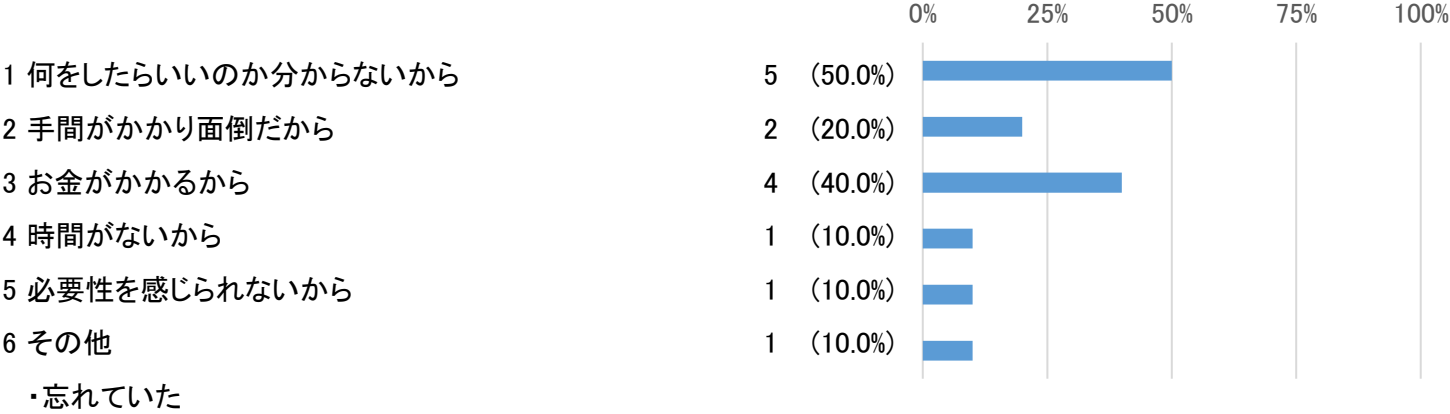 0% 25% 50% 75% 100%
1 何をしたらいいのか分からないから 5 (50.0%)
2 手間がかかり面倒だから 2 (20.0%)
3 お金がかかるから 4 (40.0%)
4 時間がないから 1 (10.0%)
5 必要性を感じられないから 1 (10.0%)
6 その他 1 (10.0%)
・忘れていた